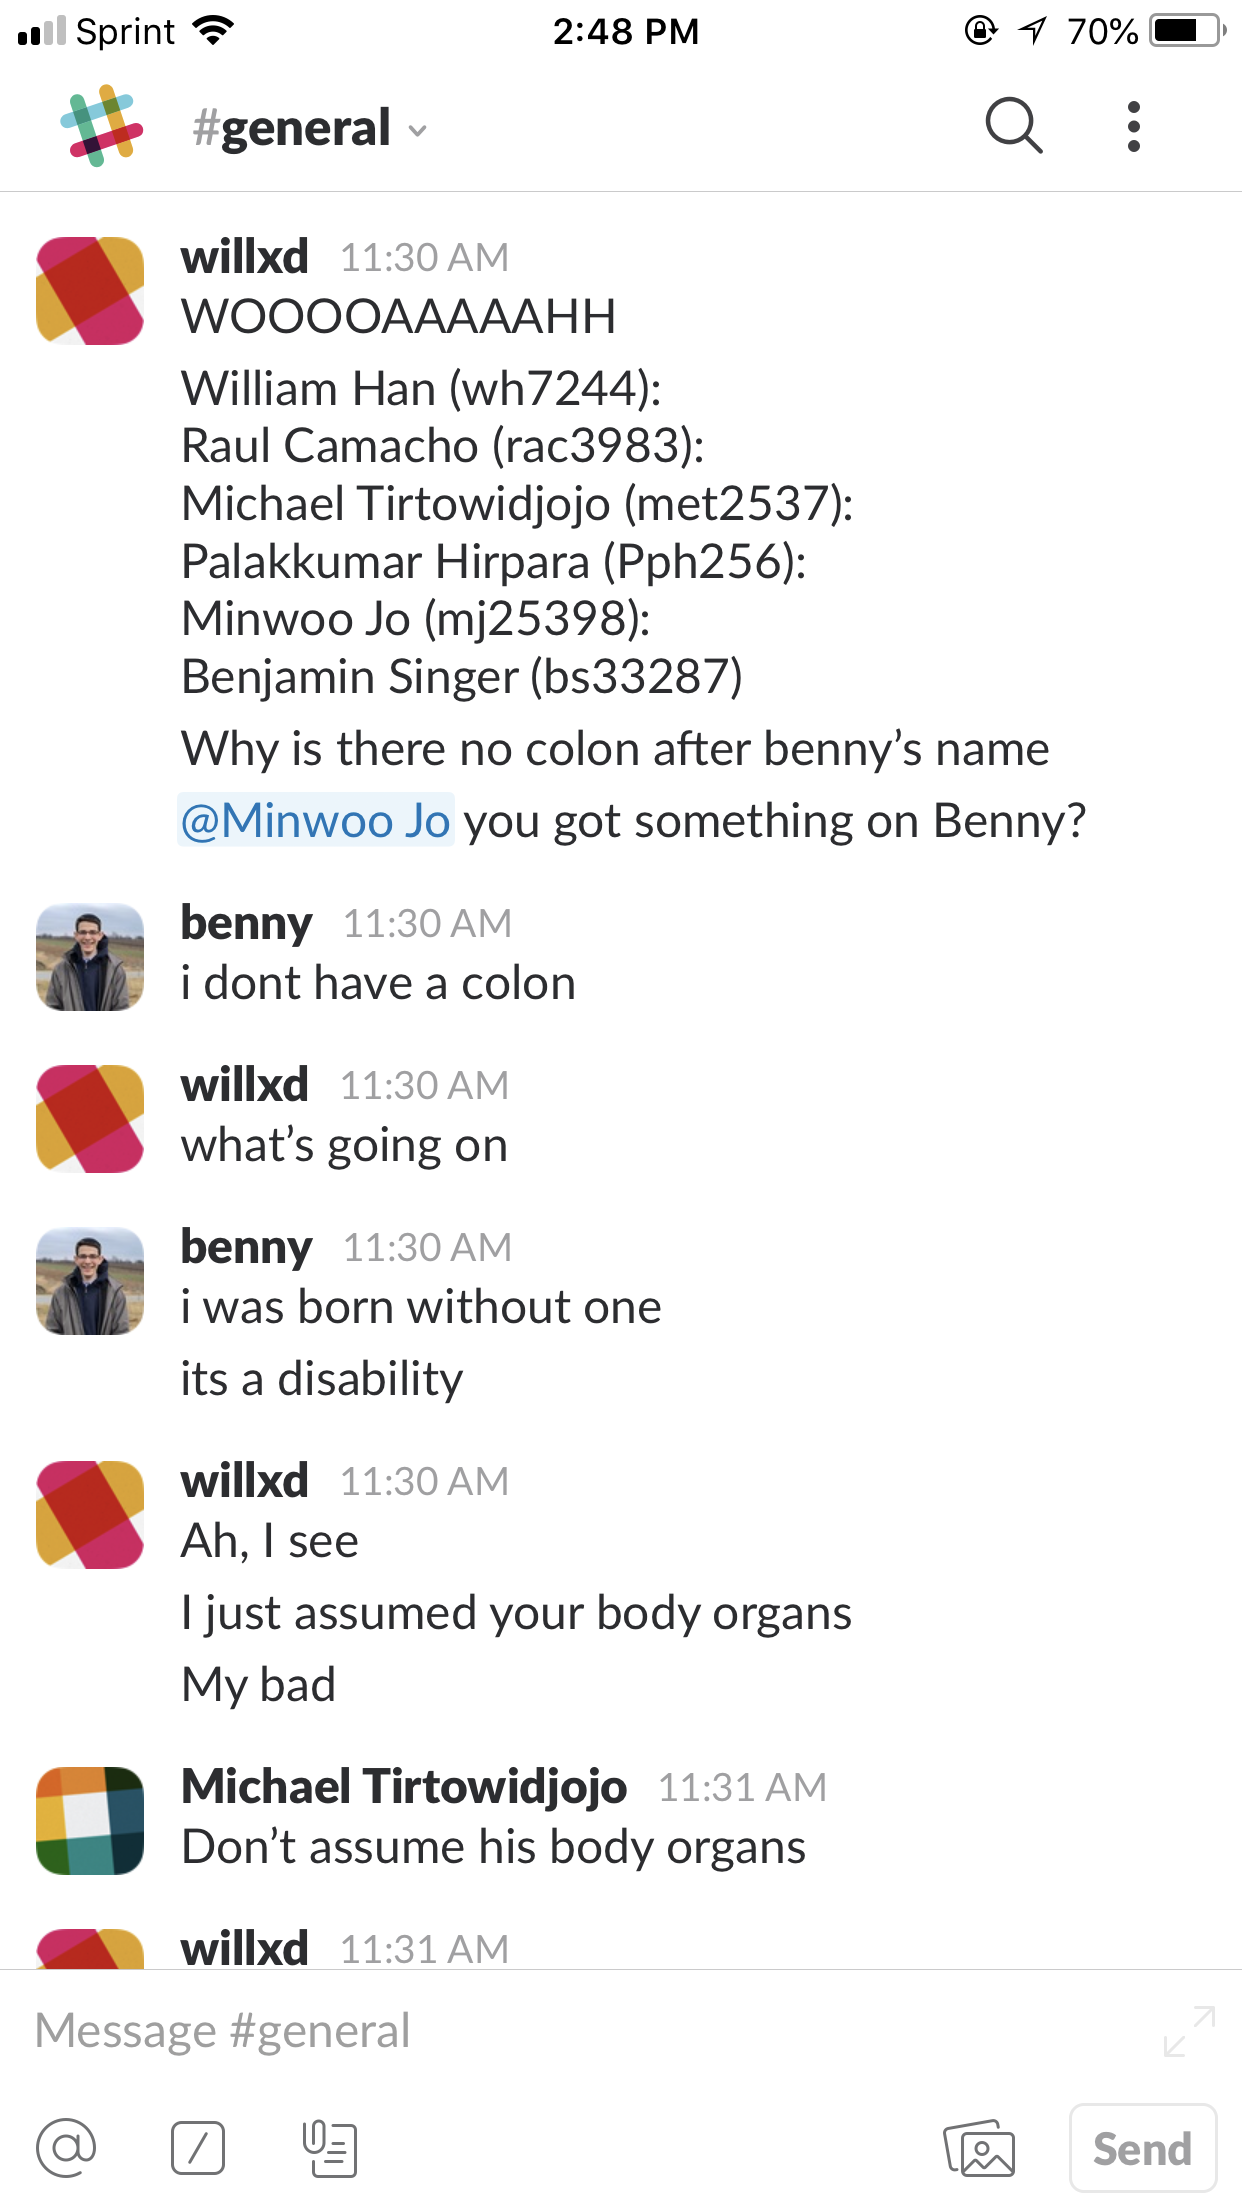 Sprint 2:48 PM 70%
#general
willxd 11:30 AM
WOOOOAAAAAHH
William Han (wh7244):
Raul Camacho (rac3983):
Michael Tirtowidjojo (met2537):
Palakkumar Hirpara (Pph256):
Minwoo Jo (mj25398):
Benjamin Singer (bs33287)
Why is there no colon after benny’s name
@Minwoo Jo you got something on Benny?
benny 11:30 AM
i dont have a colon
willxd 11:30 AM
what’s going on
benny 11:30 AM
i was born without one
its a disability
willxd 11:30 AM
Ah, I see
I just assumed your body organs
My bad
Michael Tirtowidjojo 11:31 AM
Don’t assume his body organs
willxd 11:31 AM
Message #general
Send